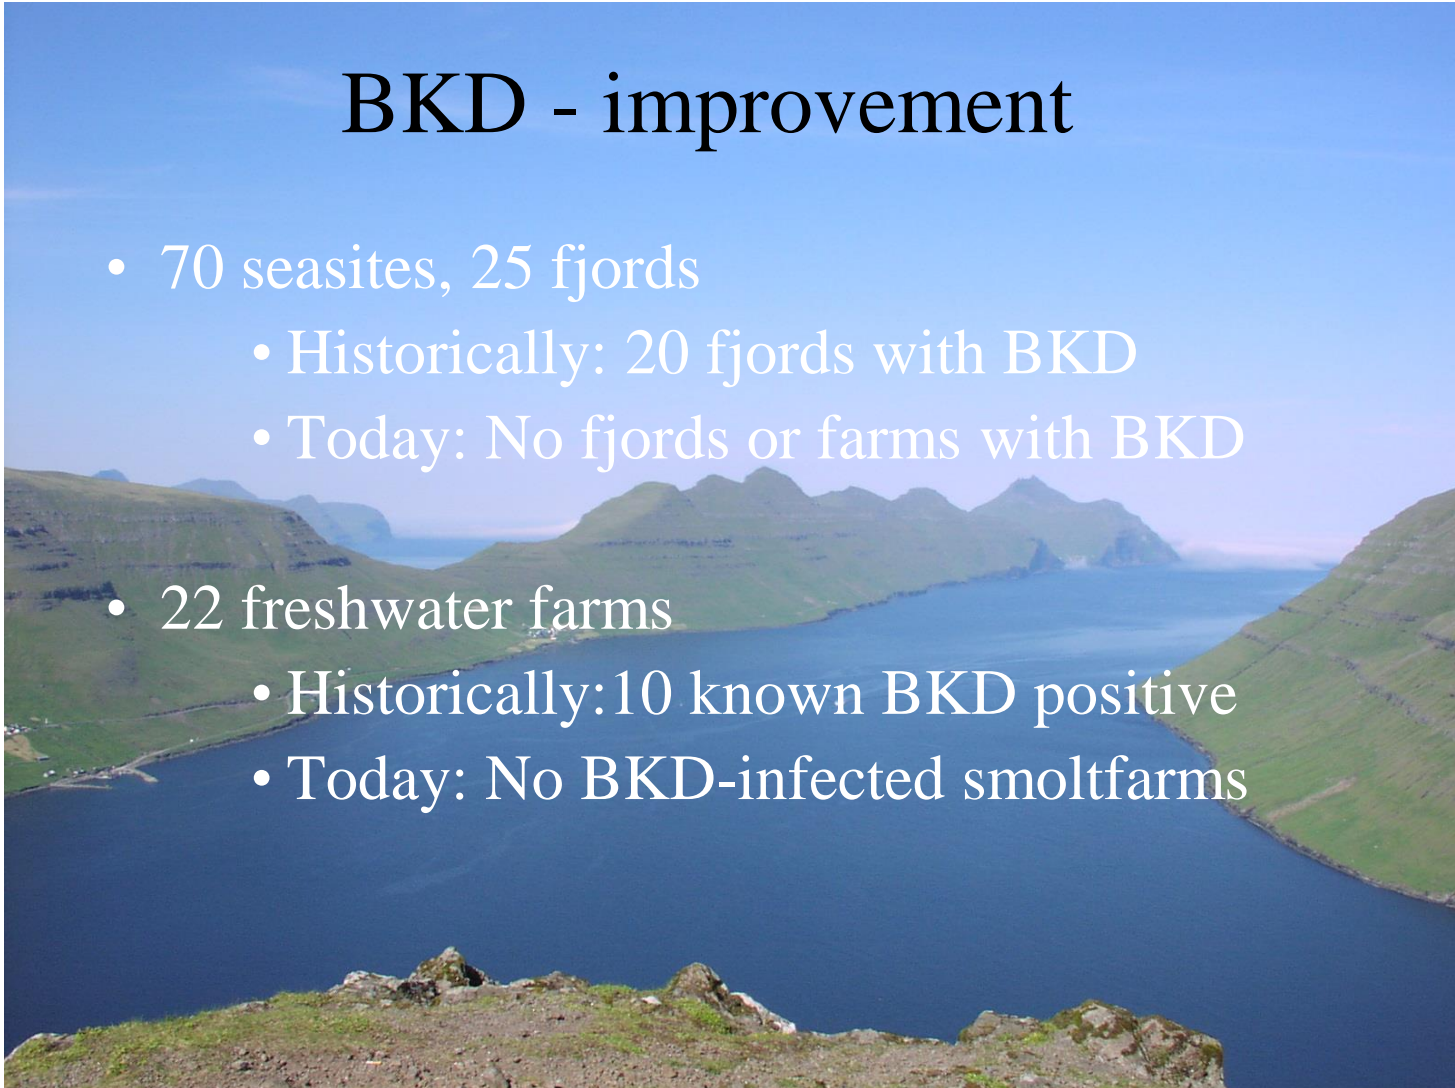 BKD - improvement
• 70 seasites, 25 fjords
• Historically: 20 fjords with BKD
• Today: No fjords or farms with BKD
• 22 freshwater farms
• Historically:10 known BKD positive
• Today: No BKD-infected smoltfarms